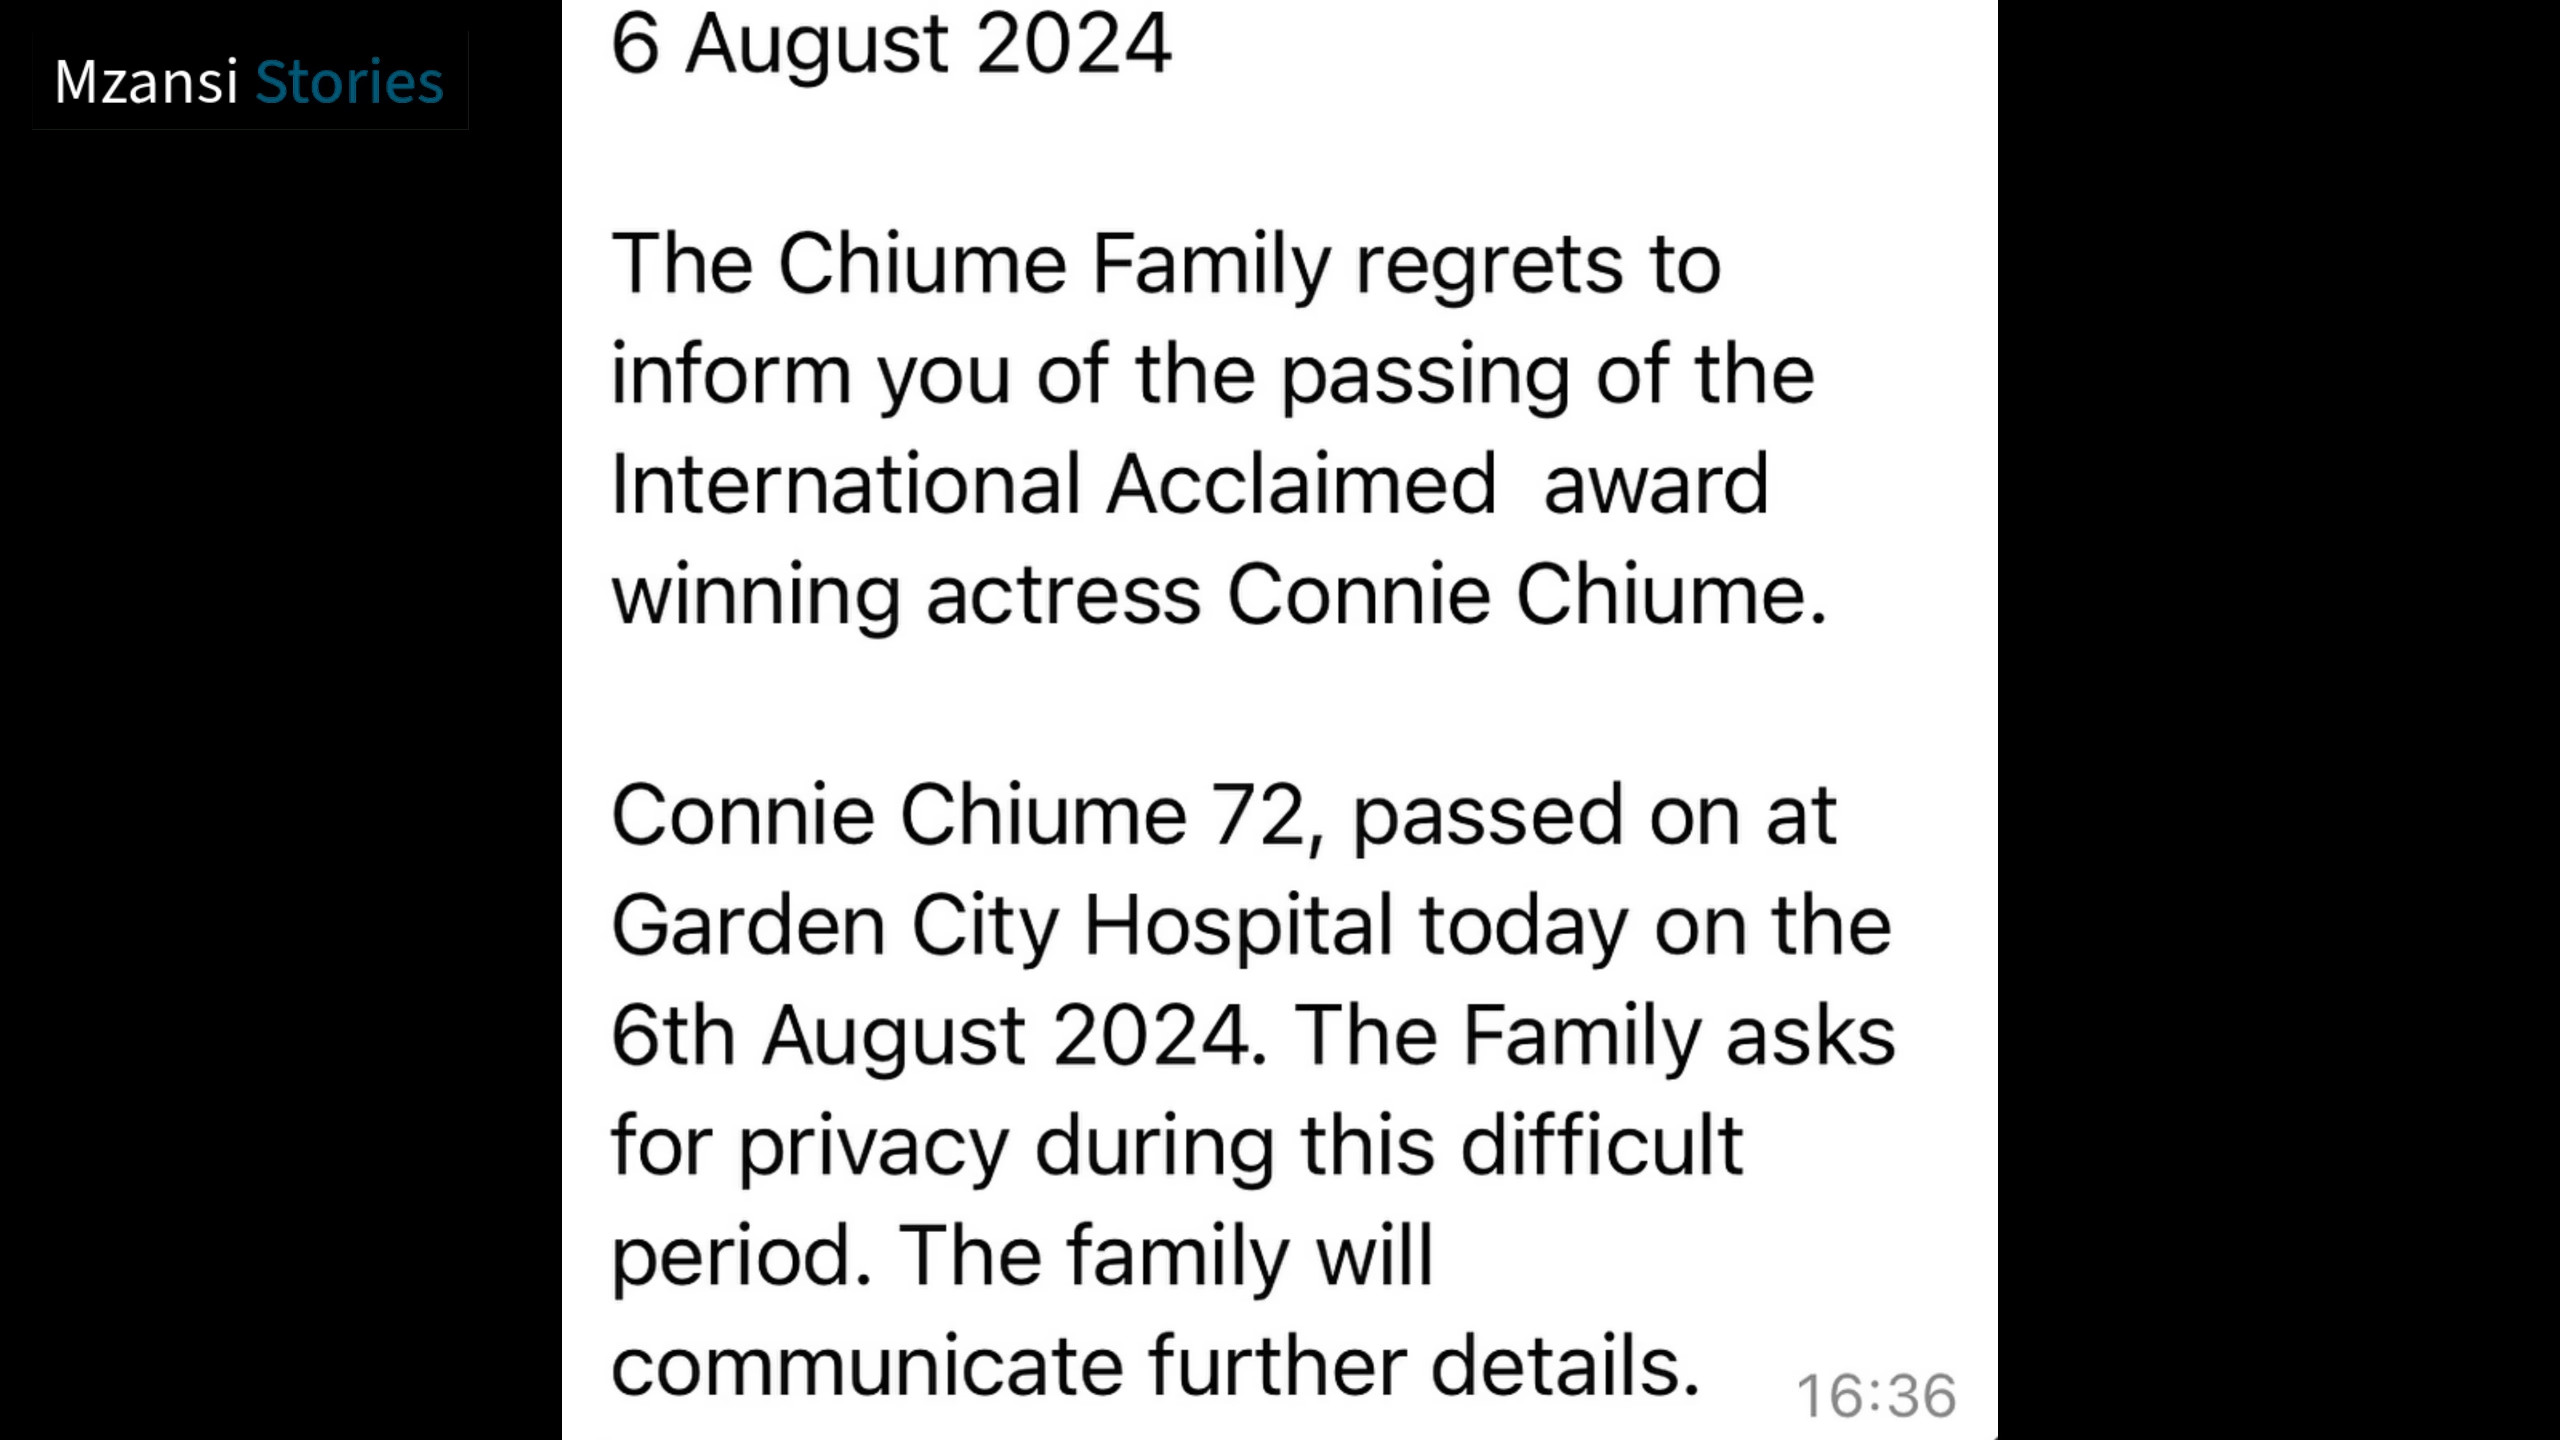 Mzansi Stories
6 August 2024
The Chiume Family regrets to
inform you of the passing of the
International Acclaimed  award
winning actress Connie Chiume.
Connie Chiume 72, passed on at
Garden City Hospital today on the
6th August 2024. The Family asks
for privacy during this difficult
period. The family will
communicate further details.
16:36